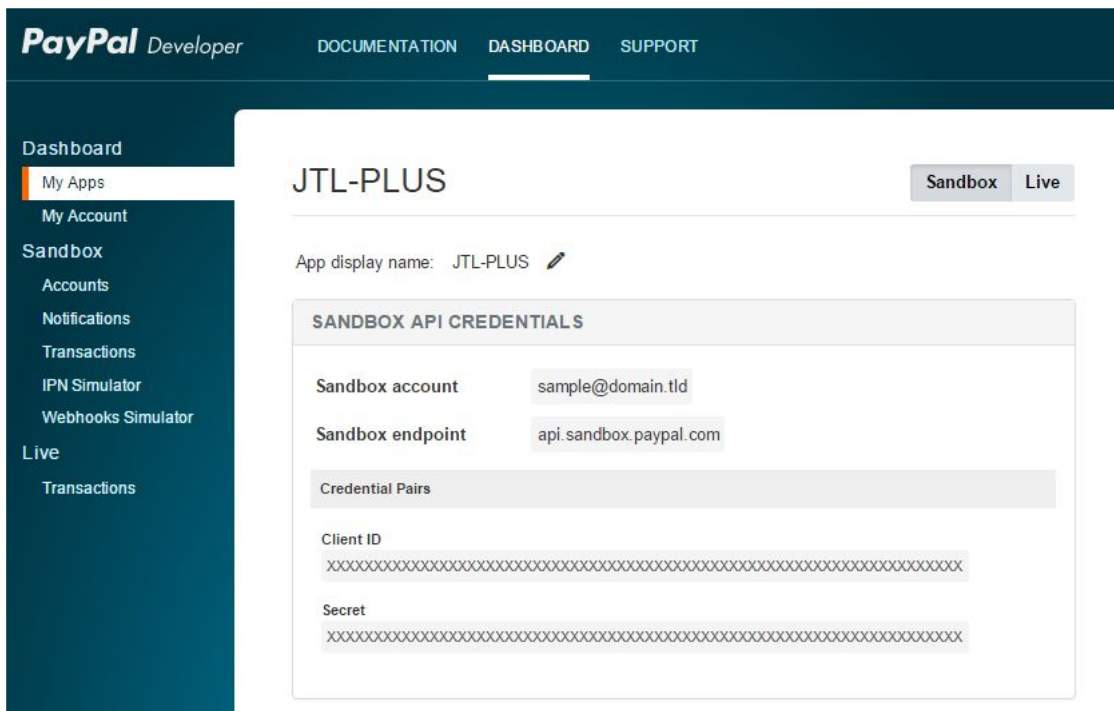 PayPal Developer DOCUMENTATION DASHBOARD SUPPORT
Dashboard
My Apps
My Account
Sandbox
Accounts
Notifications
Transactions
IPN Simulator
Webhooks Simulator
Live
Transactions
JTL-PLUS
Sandbox Live
App display name: JTL-PLUS
SANDBOX API CREDENTIALS
Sandbox account sample@domain.tld
Sandbox endpoint api.sandbox.paypal.com
Credential Pairs
Client ID
XXXXXXXXXXXXXXXXXXXXXXXXXXXXXXXXXXXXXXXXXXXXXXXXXXXXXXXXXXXXXXXXXXXXXXXX
Secret
XXXXXXXXXXXXXXXXXXXXXXXXXXXXXXXXXXXXXXXXXXXXXXXXXXXXXXXXXXXXXXXXXXXXXXXX